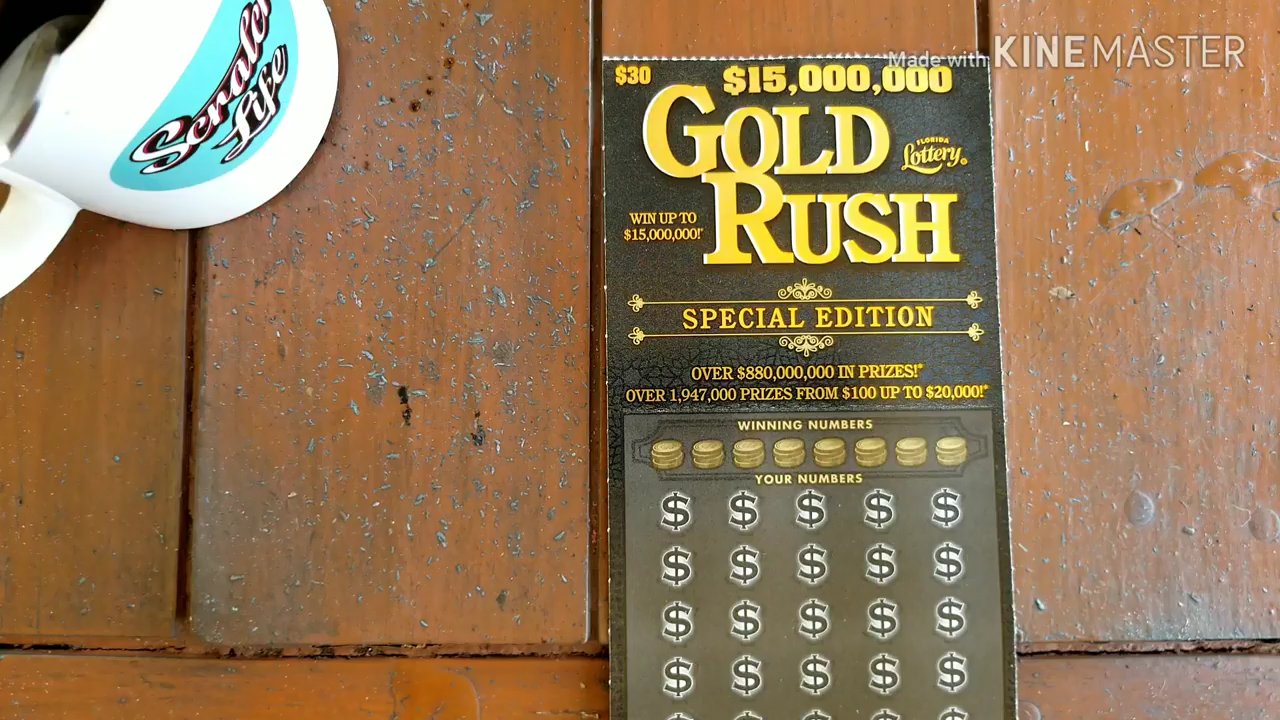 Scratch
Life
Made with KINEMASTER
$30
$15,000,000
GOLD
RUSH
FLORIDA
Lottery
WIN UP TO
$15,000,000!*
SPECIAL EDITION
OVER $880,000,000 IN PRIZES!*
OVER 1,947,000 PRIZES FROM $100 UP TO $20,000!*
WINNING NUMBERS
YOUR NUMBERS
$ $ $ $ $
$ $ $ $ $
$ $ $ $ $
$ $ $ $ $